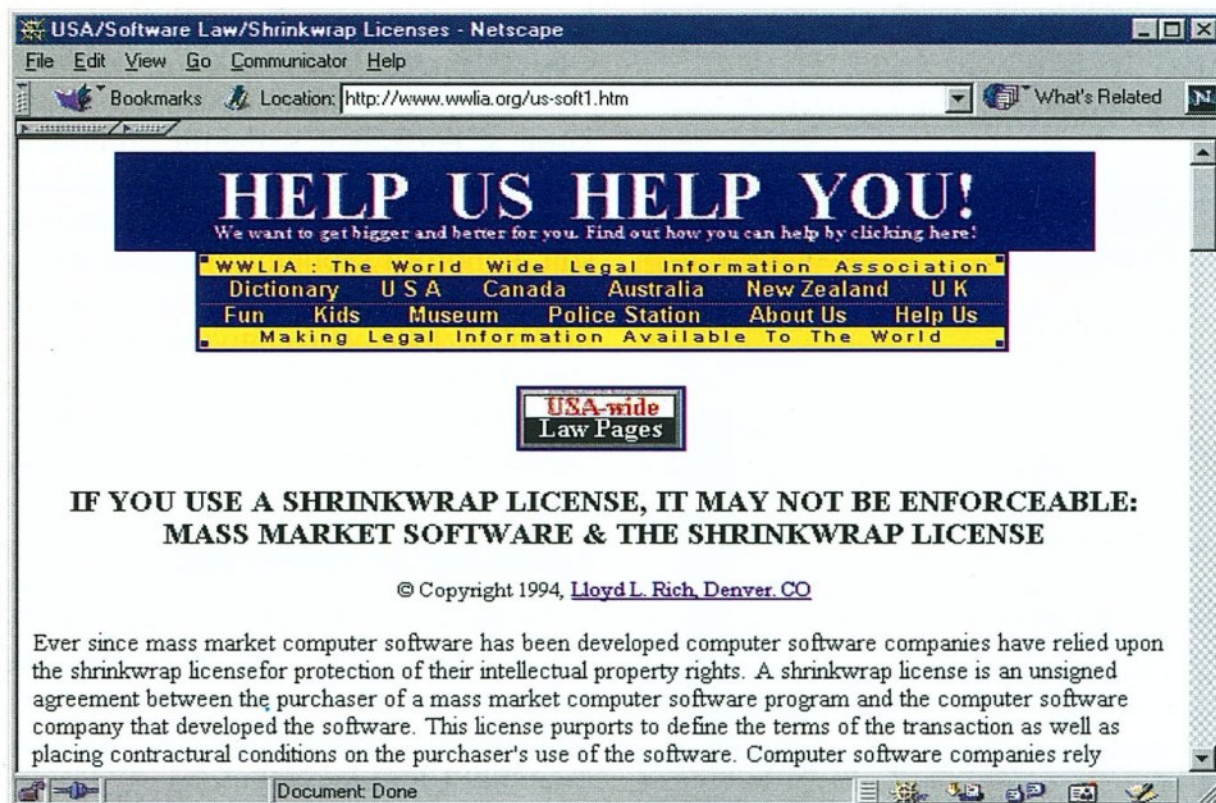 USA/Software Law/Shrinkwrap Licenses - Netscape
File Edit View Go Communicator Help
Bookmarks Location: http://www.wwlia.org/us-soft1.htm What's Related N
HELP US HELP YOU!
We want to get bigger and better for you. Find out how you can help by clicking here!
WWLIA : The World Wide Legal Information Association
Dictionary USA Canada Australia New Zealand UK
Fun Kids Museum Police Station About Us Help Us
Making Legal Information Available To The World
USA-wide
Law Pages
IF YOU USE A SHRINKWRAP LICENSE, IT MAY NOT BE ENFORCEABLE:
MASS MARKET SOFTWARE & THE SHRINKWRAP LICENSE
© Copyright 1994, Lloyd L. Rich, Denver. CO
Ever since mass market computer software has been developed computer software companies have relied upon
the shrinkwrap licensefor protection of their intellectual property rights. A shrinkwrap license is an unsigned
agreement between the purchaser of a mass market computer software program and the computer software
company that developed the software. This license purports to define the terms of the transaction as well as
placing contractural conditions on the purchaser's use of the software. Computer software companies rely
Document: Done